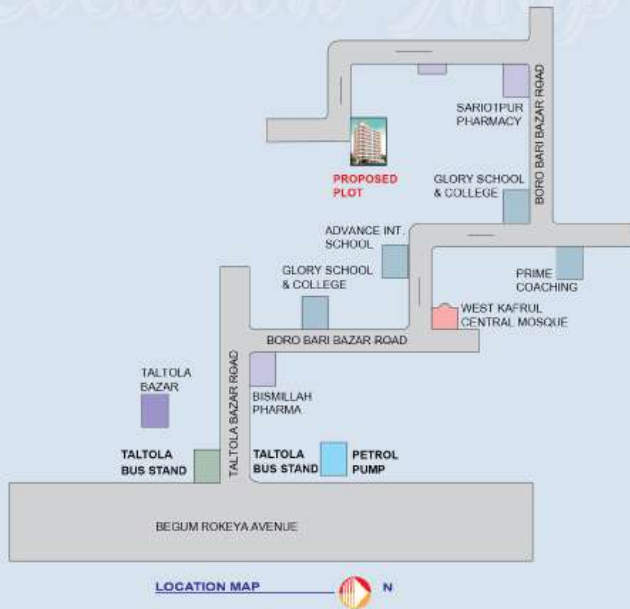 Location Map
SARIOTPUR
PHARMACY
BORO BARI BAZAR ROAD
PROPOSED
PLOT
GLORY SCHOOL
& COLLEGE
ADVANCE INT.
SCHOOL
GLORY SCHOOL
& COLLEGE
PRIME
COACHING
WEST KAFRUL
CENTRAL MOSQUE
BORO BARI BAZAR ROAD
TALTOLA BAZAR ROAD
TALTOLA
BAZAR
BISMILLAH
PHARMA
TALTOLA
BUS STAND
TALTOLA
BUS STAND
PETROL
PUMP
BEGUM ROKEYA AVENUE
LOCATION MAP
N